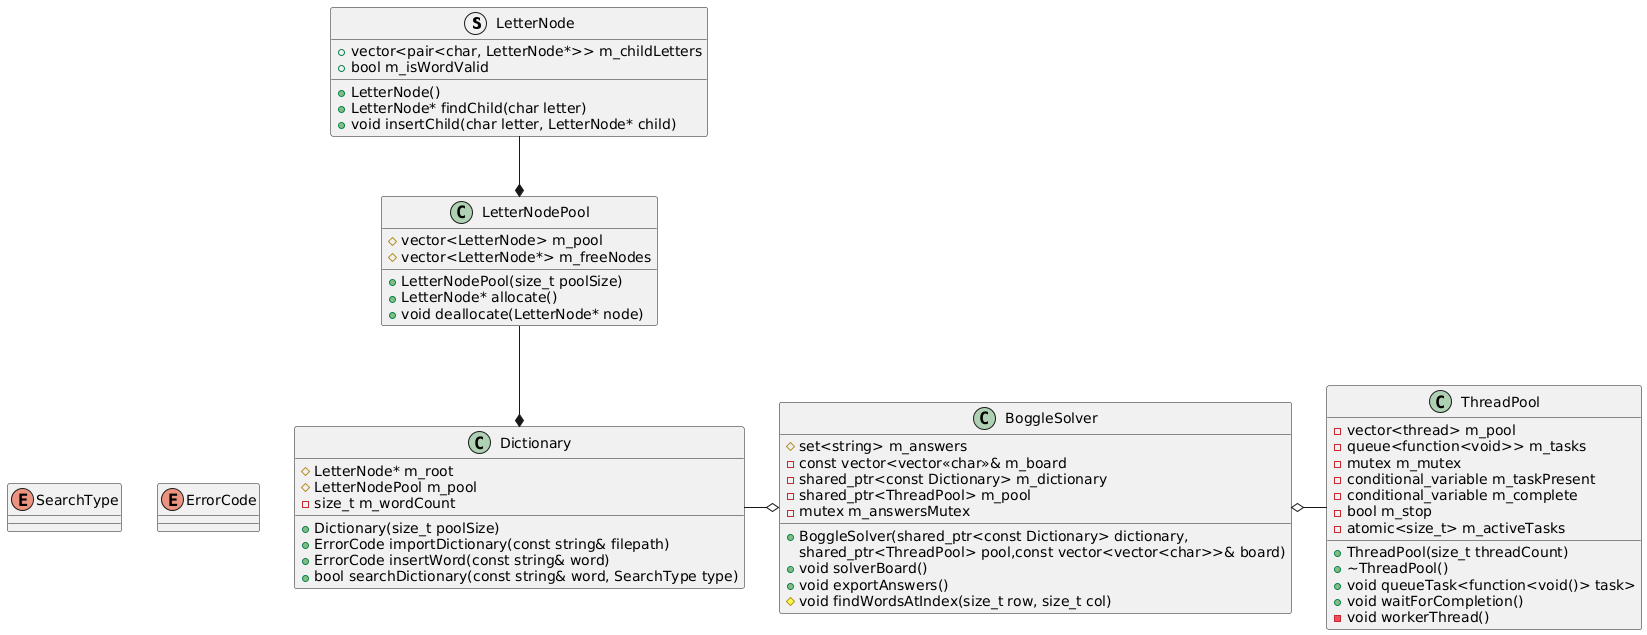 S LetterNode
vector<pair<char, LetterNode*>> m_childLetters
bool m_isWordValid
LetterNode()
LetterNode* findChild(char letter)
void insertChild(char letter, LetterNode* child)
C LetterNodePool
vector<LetterNode> m_pool
vector<LetterNode*> m_freeNodes
LetterNodePool(size_t poolSize)
LetterNode* allocate()
void deallocate(LetterNode* node)
E SearchType
E ErrorCode
C Dictionary
LetterNode* m_root
LetterNodePool m_pool
size_t m_wordCount
Dictionary(size_t poolSize)
ErrorCode importDictionary(const string& filepath)
ErrorCode insertWord(const string& word)
bool searchDictionary(const string& word, SearchType type)
C BoggleSolver
set<string> m_answers
const vector<vector«char»& m_board
shared_ptr<const Dictionary> m_dictionary
shared_ptr<ThreadPool> m_pool
mutex m_answersMutex
BoggleSolver(shared_ptr<const Dictionary> dictionary,
shared_ptr<ThreadPool> pool,const vector<vector<char>>& board)
void solverBoard()
void exportAnswers()
void findWordsAtIndex(size_t row, size_t col)
C ThreadPool
vector<thread> m_pool
queue<function<void>> m_tasks
mutex m_mutex
conditional_variable m_taskPresent
conditional_variable m_complete
bool m_stop
atomic<size_t> m_activeTasks
ThreadPool(size_t threadCount)
~ThreadPool()
void queueTask<function<void()> task>
void waitForCompletion()
void workerThread()